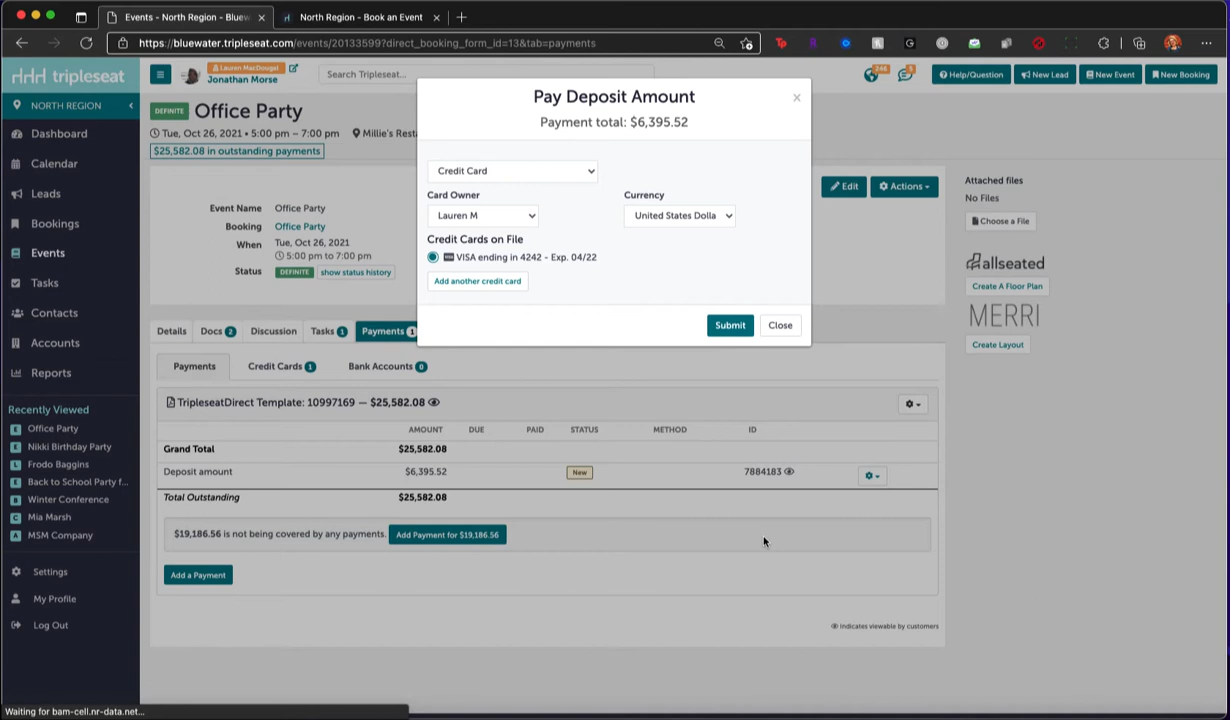 Events - North Region - Bluew
North Region - Book an Event
https://bluewater.tripleseat.com/events/20133599?direct_booking_form_id=13&tab=payments
tripleseat
Lauren MacDougal
Jonathan Morse
Search Tripleseat...
Help/Question
New Lead
New Event
New Booking
NORTH REGION
Dashboard
Calendar
Leads
Bookings
Events
Tasks
Contacts
Accounts
Reports
Recently Viewed
Office Party
Nikki Birthday Party
Frodo Baggins
Back to School Party f...
Winter Conference
Mia Marsh
MSM Company
Settings
My Profile
Log Out
DEFINITE Office Party
Tue, Oct 26, 2021 • 5:00 pm – 7:00 pm Millie's Rest
$25,582.08 in outstanding payments
Edit
Actions
Event Name Office Party
Booking Office Party
When Tue, Oct 26, 2021
5:00 pm to 7:00 pm
Status DEFINITE show status history
Pay Deposit Amount
×
Payment total: $6,395.52
Credit Card
Card Owner
Currency
Lauren M
United States Dolla
Credit Cards on File
VISA ending in 4242 - Exp. 04/22
Add another credit card
Submit
Close
Attached files
No Files
Choose a File
allseated
Create A Floor Plan
MERRI
Create Layout
Details
Docs 2
Discussion
Tasks 1
Payments 1
Payments
Credit Cards 1
Bank Accounts 0
TripleseatDirect Template: 10997169 — $25,582.08
AMOUNT DUE PAID STATUS METHOD ID
Grand Total $25,582.08
Deposit amount $6,395.52 New 7884183
Total Outstanding $25,582.08
$19,186.56 is not being covered by any payments. Add Payment for $19,186.56
Add a Payment
Indicates viewable by customers
Waiting for bam-cell.nr-data.net...